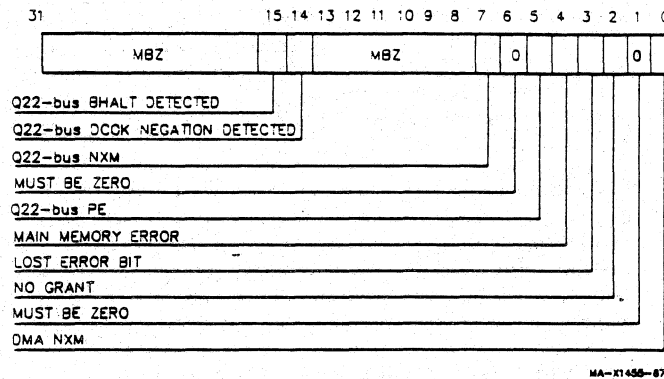 31 15 14 13 12 11 10 9 8 7 6 5 4 3 2 1 0
MBZ MBZ 0 0
Q22-bus BHALT DETECTED
Q22-bus DCOK NEGATION DETECTED
Q22-bus NXM
MUST BE ZERO
Q22-bus PE
MAIN MEMORY ERROR
LOST ERROR BIT
NO GRANT
MUST BE ZERO
DMA NXM
MA-X1455-87